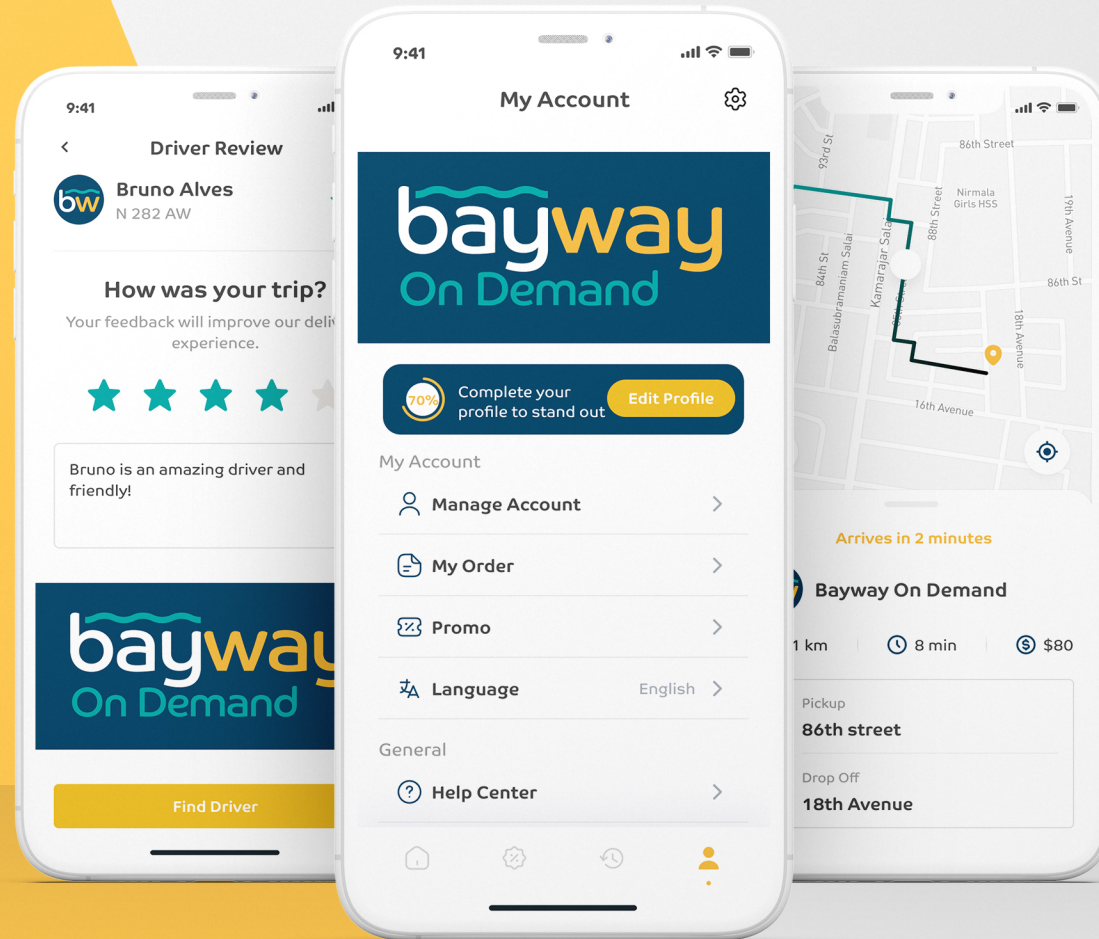 9:41
Driver Review
bw
Bruno Alves
N 282 AW
How was your trip?
Your feedback will improve our deli
experience.
Bruno is an amazing driver and
friendly!
bayway
On Demand
Find Driver
9:41
My Account
bayway
On Demand
70%
Complete your
profile to stand out
Edit Profile
My Account
Manage Account
My Order
Promo
Language
English
General
Help Center
93rd St
86th Street
Nirmala
Girls HSS
88th Street
19th Avenue
Kamarajar Salai
84th St
Balasubramaniam Salai
86th St
18th Avenue
16th Avenue
Arrives in 2 minutes
Bayway On Demand
1 km
8 min
$80
Pickup
86th street
Drop Off
18th Avenue